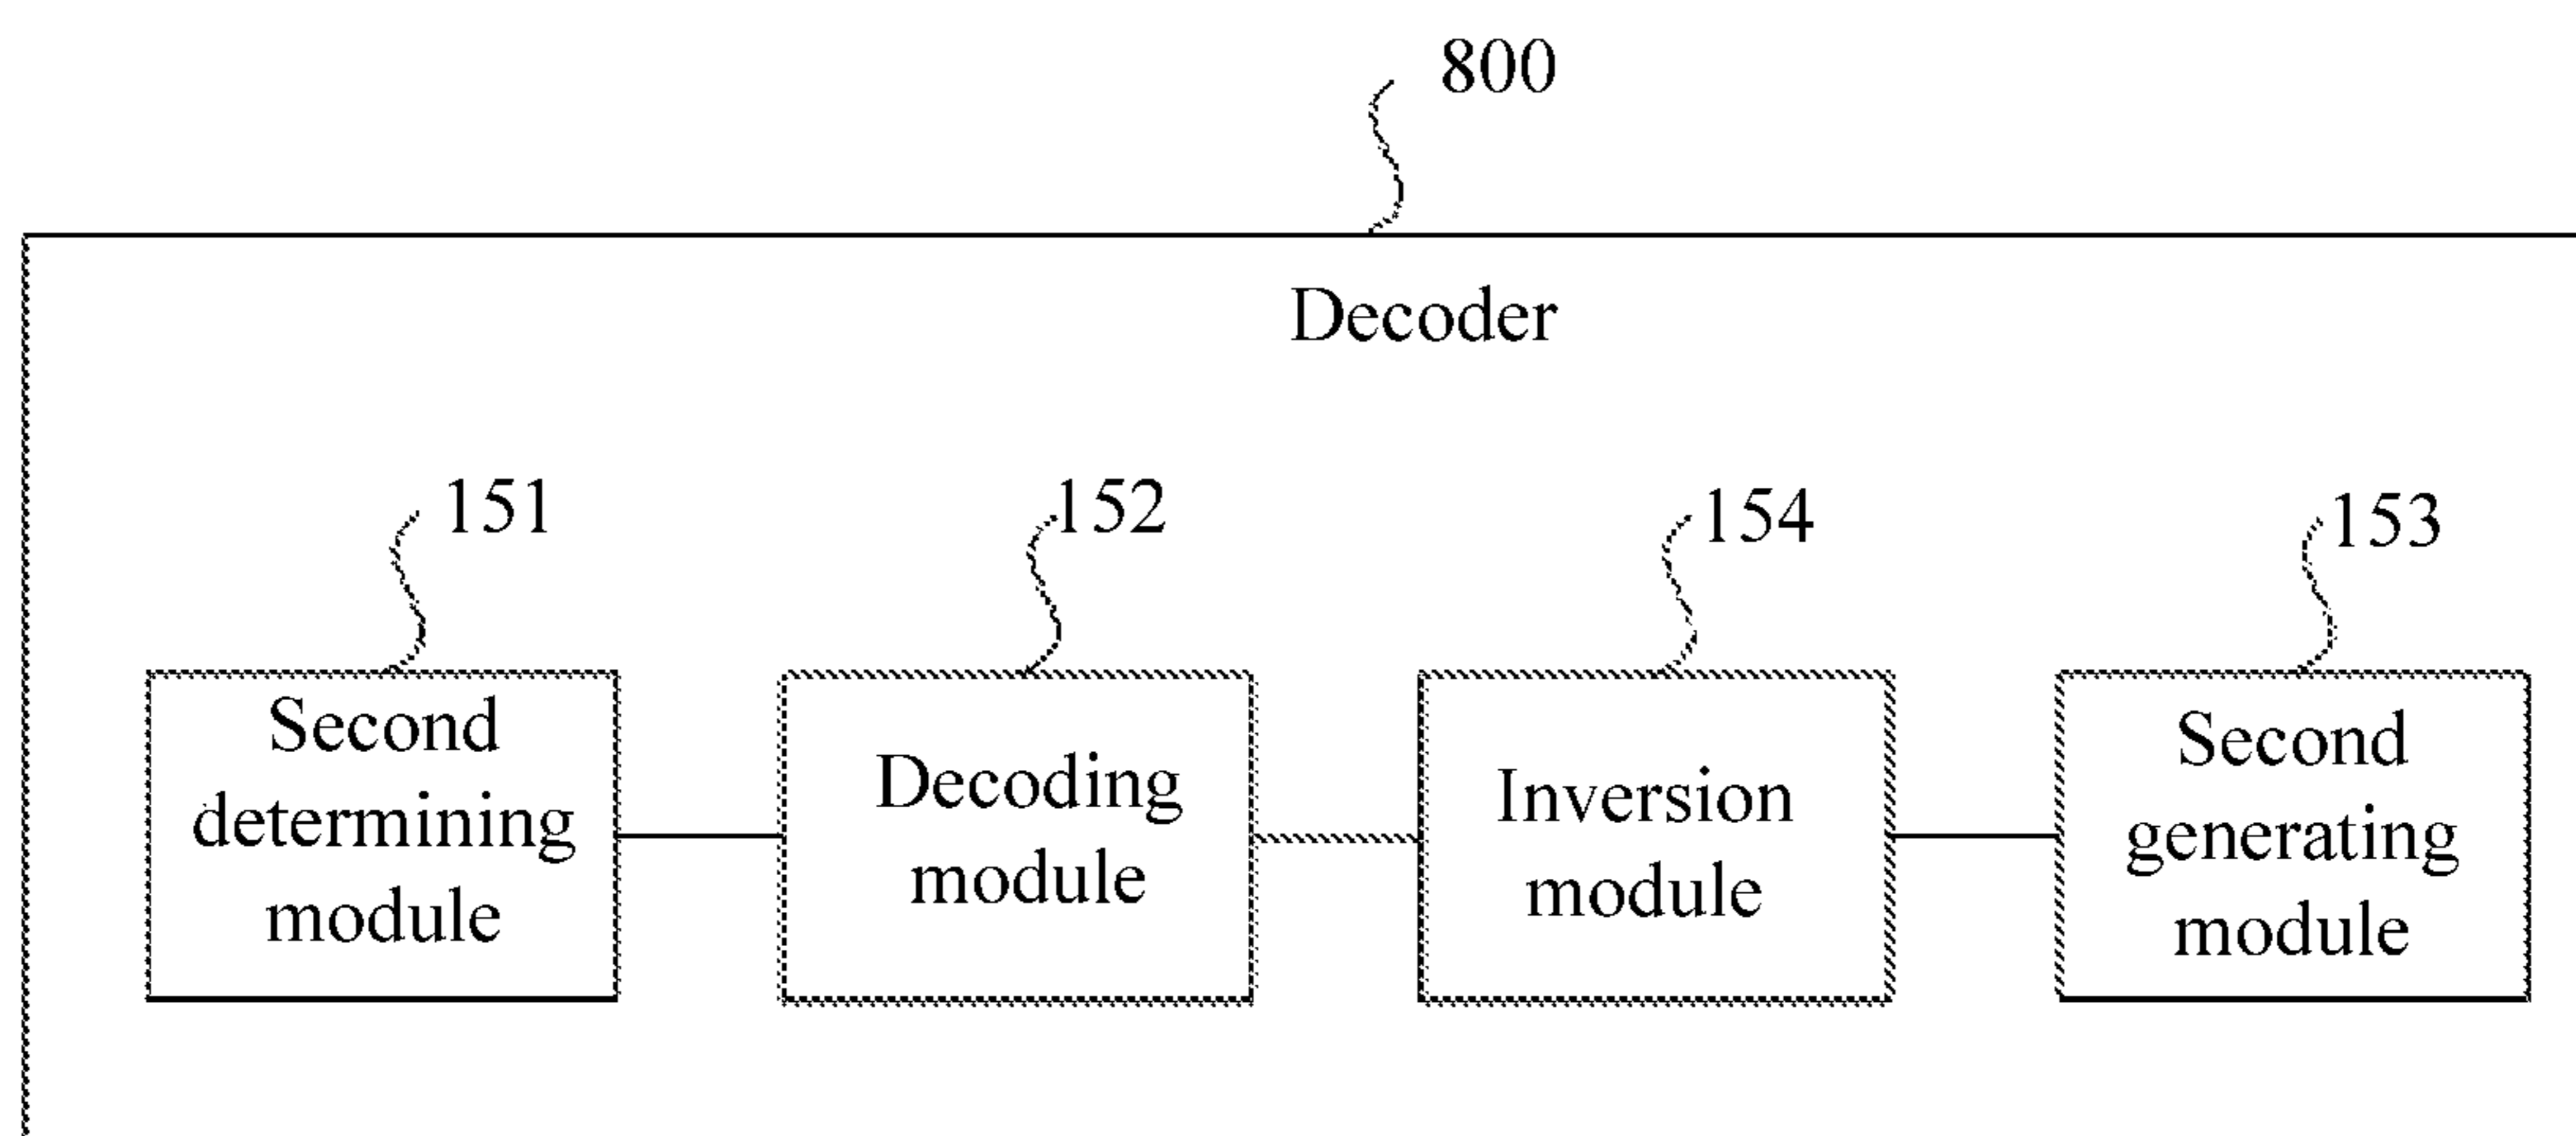 800
Decoder
151
152
154
153
Second
determining
module
Decoding
module
Inversion
module
Second
generating
module